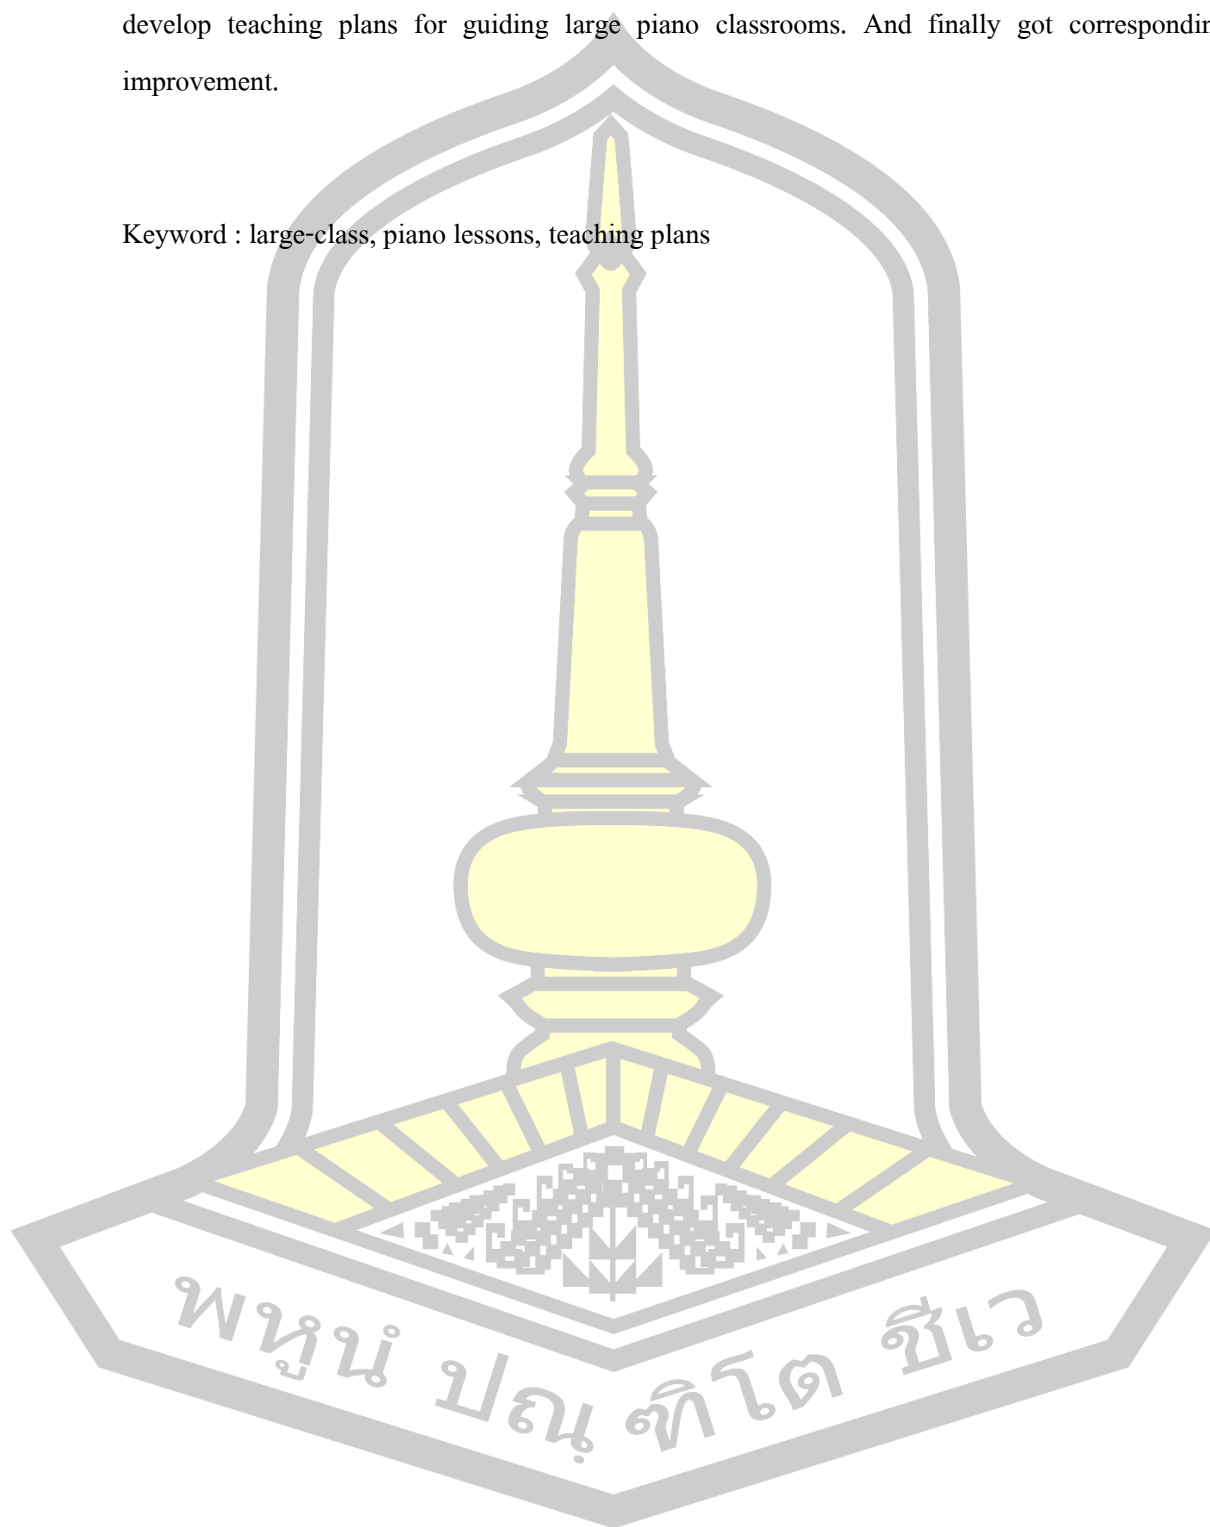 develop teaching plans for guiding large piano classrooms. And finally got correspondin
improvement.
Keyword : large-class, piano lessons, teaching plans
พหูนํ ปณฺ ฑิโต ชีเว